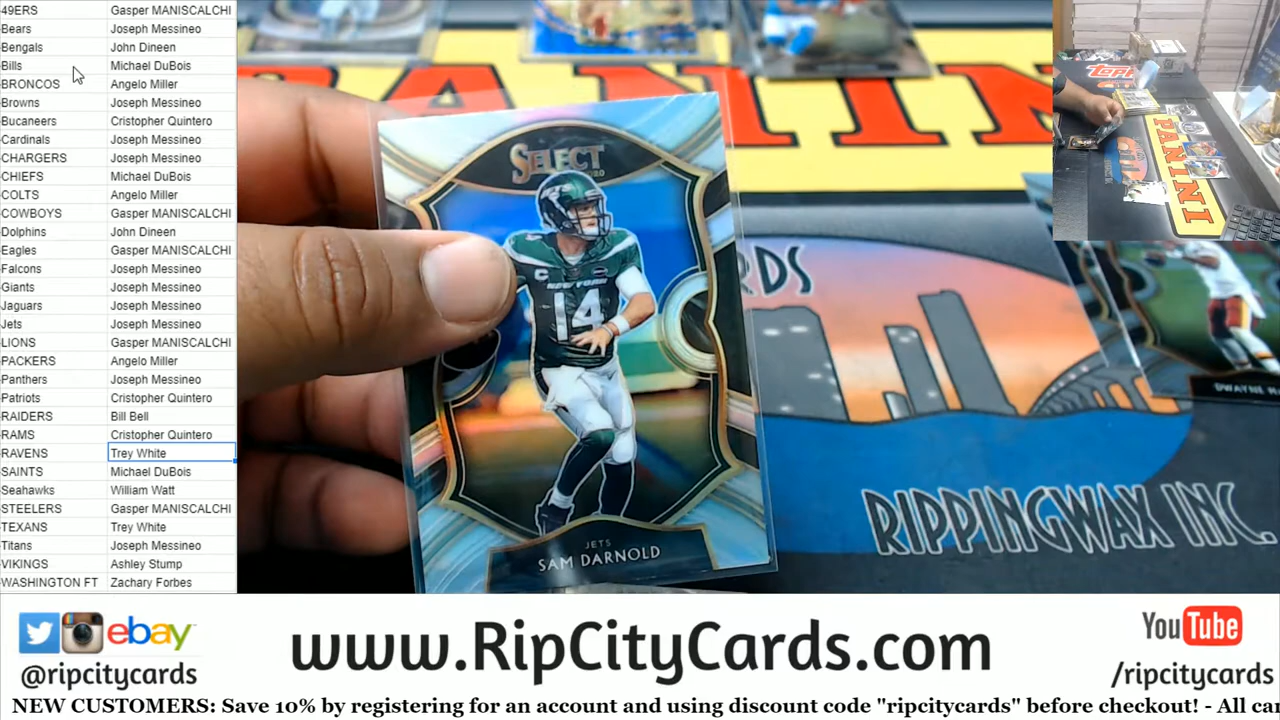 49ERS Gasper MANISCALCHI
Bears Joseph Messineo
Bengals John Dineen
Bills Michael DuBois
BRONCOS Angelo Miller
Browns Joseph Messineo
Bucaneers Cristopher Quintero
Cardinals Joseph Messineo
CHARGERS Joseph Messineo
CHIEFS Michael DuBois
COLTS Angelo Miller
COWBOYS Gasper MANISCALCHI
Dolphins John Dineen
Eagles Gasper MANISCALCHI
Falcons Joseph Messineo
Giants Joseph Messineo
Jaguars Joseph Messineo
Jets Joseph Messineo
LIONS Gasper MANISCALCHI
PACKERS Angelo Miller
Panthers Joseph Messineo
Patriots Cristopher Quintero
RAIDERS Bill Bell
RAMS Cristopher Quintero
RAVENS Trey White
SAINTS Michael DuBois
Seahawks William Watt
STEELERS Gasper MANISCALCHI
TEXANS Trey White
Titans Joseph Messineo
VIKINGS Ashley Stump
WASHINGTON FT Zachary Forbes
PANINI
SELECT
2020
C
NEW YORK
14
JETS
SAM DARNOLD
RDS
RIPPINGWAX INC.
DWAYNE
Topps
PANINI
ebay
@ripcitycards
www.RipCityCards.com
YouTube
/ripcitycards
NEW CUSTOMERS: Save 10% by registering for an account and using discount code "ripcitycards" before checkout! - All